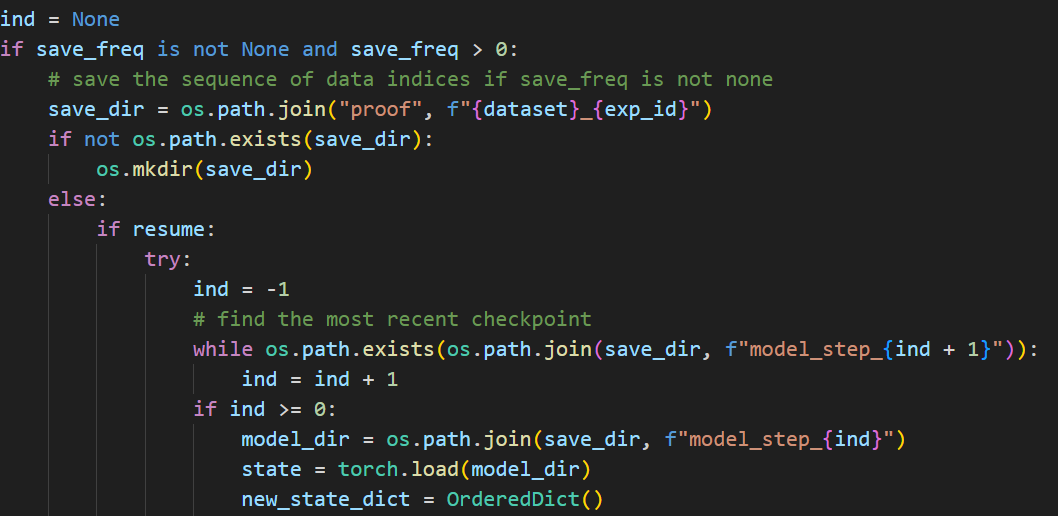 ind = None
if save_freq is not None and save_freq > 0:
    # save the sequence of data indices if save_freq is not none
    save_dir = os.path.join("proof", f"{dataset}_{exp_id}")
    if not os.path.exists(save_dir):
        os.mkdir(save_dir)
    else:
        if resume:
            try:
                ind = -1
                # find the most recent checkpoint
                while os.path.exists(os.path.join(save_dir, f"model_step_{ind + 1}")):
                    ind = ind + 1
                if ind >= 0:
                    model_dir = os.path.join(save_dir, f"model_step_{ind}")
                    state = torch.load(model_dir)
                    new_state_dict = OrderedDict()